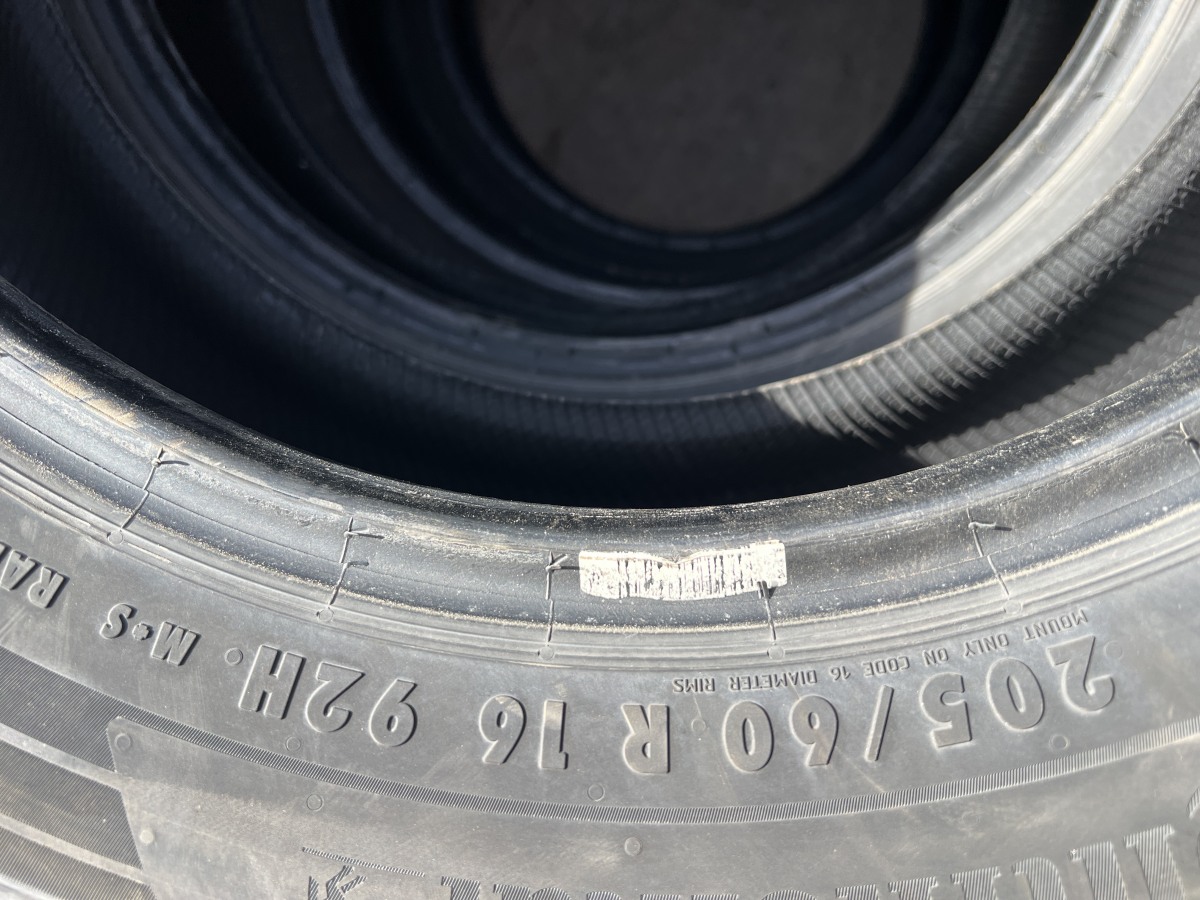 205/60 R 16 92H M+S
MOUNT ONLY ON CODE 16 DIAMETER RIMS